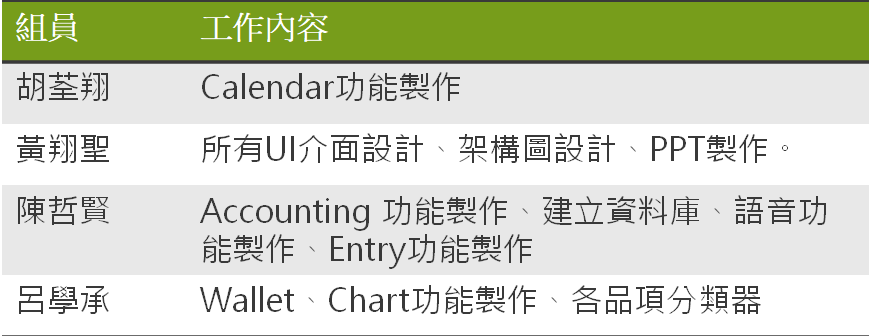 組員 工作內容
胡荃翔 Calendar功能製作
黃翔聖 所有UI介面設計、架構圖設計、PPT製作。
陳哲賢 Accounting 功能製作、建立資料庫、語音功
能製作、Entry功能製作
呂學承 Wallet、Chart功能製作、各品項分類器